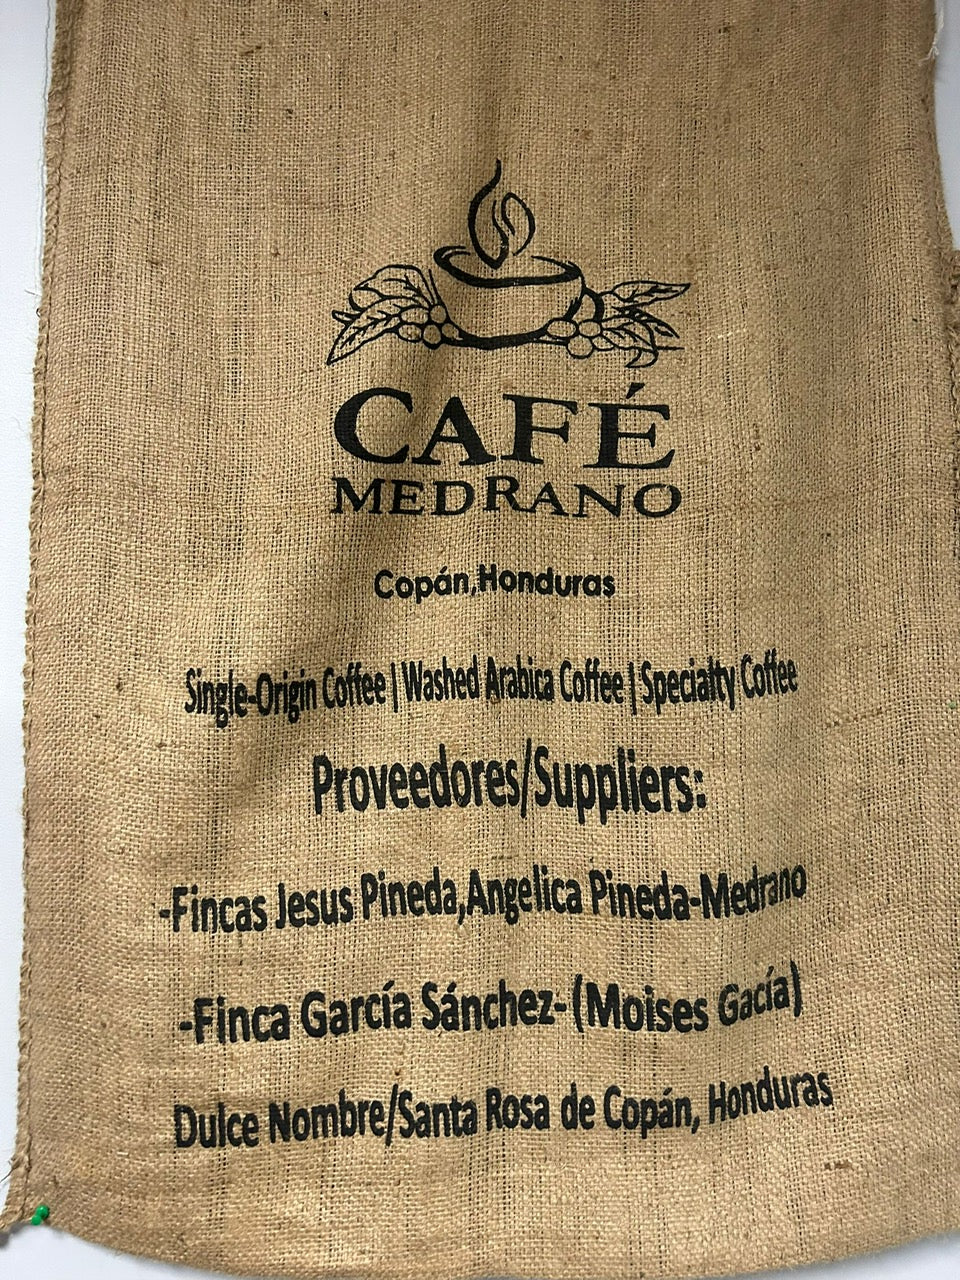 CAFÉ
MEDRANO
Copán,Honduras
Single-Origin Coffee | Washed Arabica Coffee | Specialty Coffee
Proveedores/Suppliers:
-Fincas Jesus Pineda,Angelica Pineda-Medrano
-Finca García Sánchez-(Moises Gacía)
Dulce Nombre/Santa Rosa de Copán, Honduras